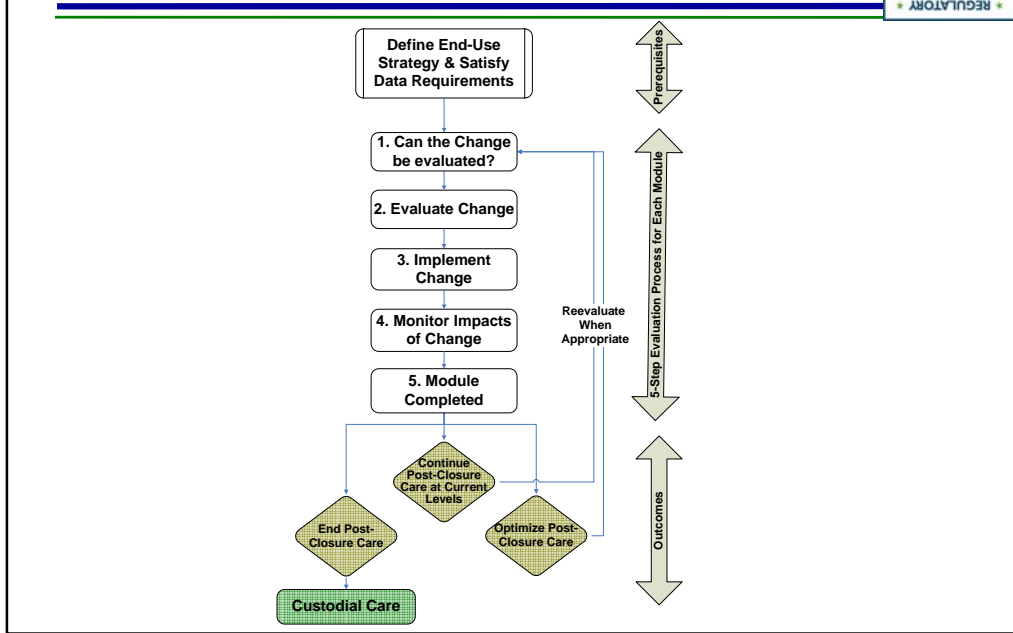 * REGULATORY *
Define End-Use
Strategy & Satisfy
Data Requirements
Prerequisites
1. Can the Change
be evaluated?
2. Evaluate Change
3. Implement
Change
4. Monitor Impacts
of Change
5. Module
Completed
Reevaluate
When
Appropriate
5-Step Evaluation Process for Each Module
Continue
Post-Closure
Care at Current
Levels
End Post-
Closure Care
Optimize Post-
Closure Care
Outcomes
Custodial Care